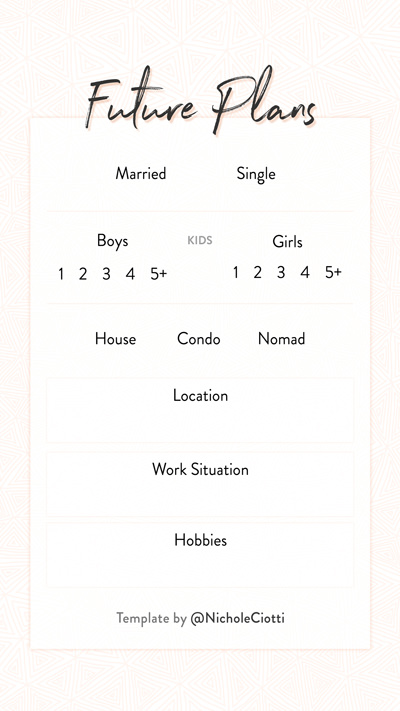 Future Plans
Married Single
Boys KIDS Girls
1 2 3 4 5+ 1 2 3 4 5+
House Condo Nomad
Location
Work Situation
Hobbies
Template by @NicholeCiotti